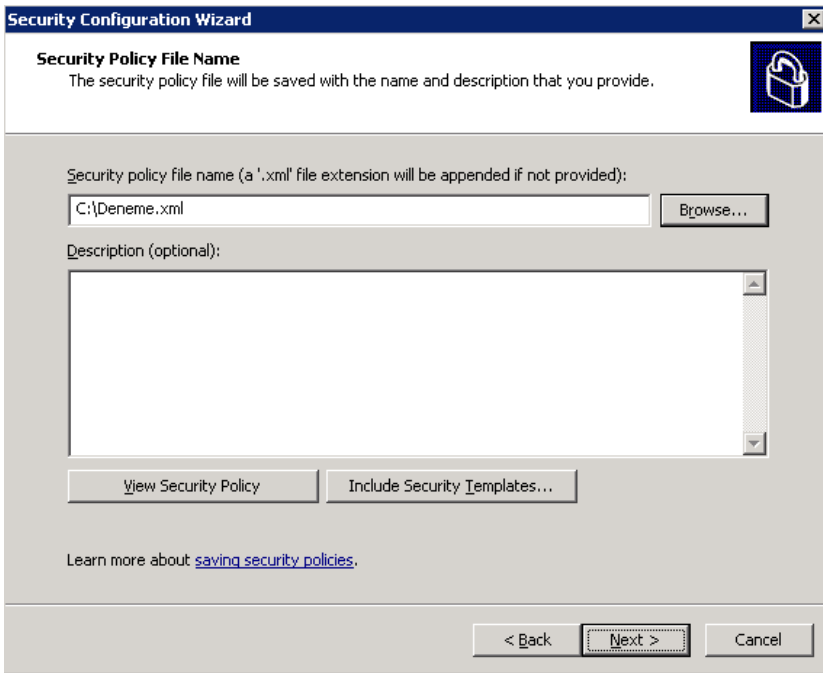 Security Configuration Wizard
Security Policy File Name
The security policy file will be saved with the name and description that you provide.
Security policy file name (a '.xml' file extension will be appended if not provided):
C:\Deneme.xml
Browse...
Description (optional):
View Security Policy
Include Security Templates...
Learn more about saving security policies.
< Back
Next >
Cancel